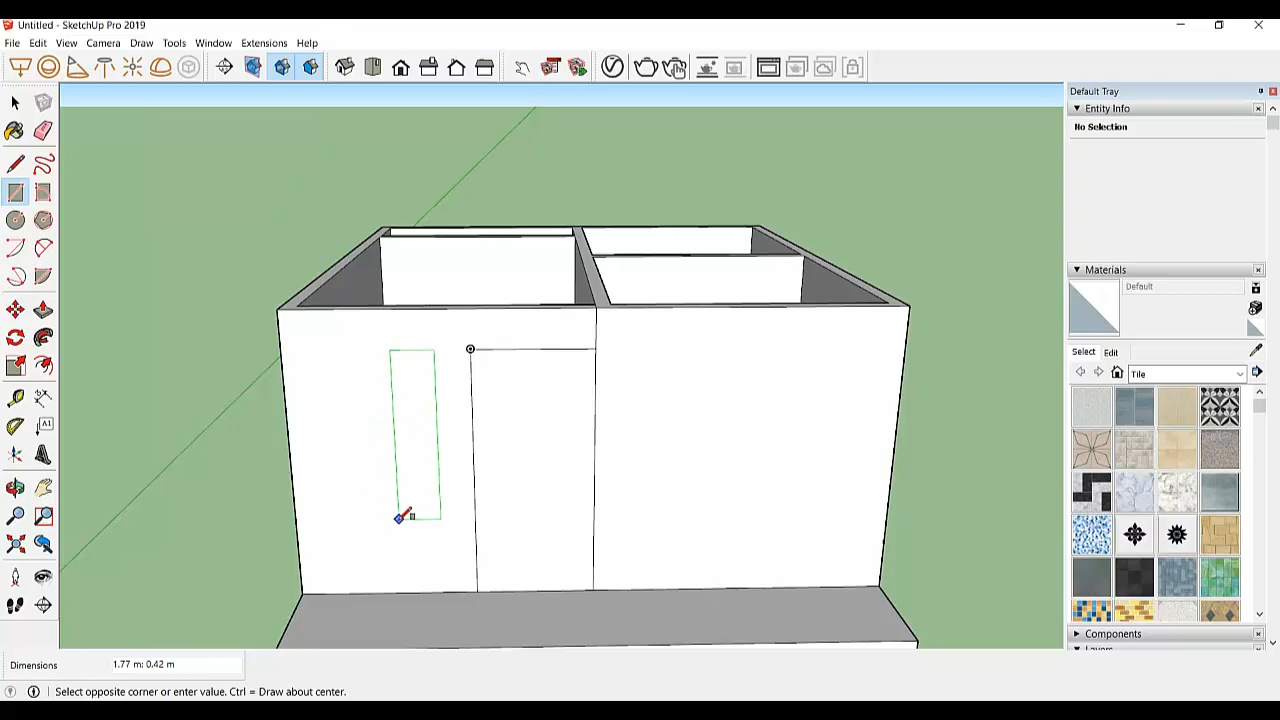 Untitled - SketchUp Pro 2019
File Edit View Camera Draw Tools Window Extensions Help
Default Tray
Entity Info
No Selection
Materials
Default
Select Edit
Tile
A1
Components
Layers
Dimensions 1.77 m; 0.42 m
Select opposite corner or enter value. Ctrl = Draw about center.